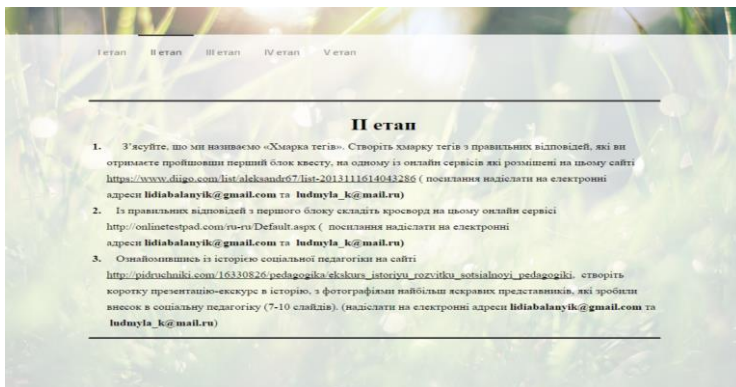 I етап II етап III етап IV етап V етап
II етап
1. З'ясуйте, що ми називаємо «Хмарка тегів». Створіть хмарку тегів з правильних відповідей, які ви
отримаєте пройшовши перший блок квесту, на одному із онлайн сервісів які розміщені на цьому сайті
https://www.diigo.com/list/aleksandr67/list-2013111614043286 ( посилання надіслати на електронні
адреси lidiabalanyik@gmail.com та ludmyla_k@mail.ru)
2. Із правильних відповідей з першого блоку складіть кросворд на цьому онлайн сервісі
http://onlinetestpad.com/ru-ru/Default.aspx ( посилання надіслати на електронні
адреси lidiabalanyik@gmail.com та ludmyla_k@mail.ru)
3. Ознайомившись із історією соціальної педагогіки на сайті
http://pidruchniki.com/16330826/pedagogika/ekskurs_istoriyu_rozvitku_sotsialnoyi_pedagogiki, створіть
коротку презентацію-екскурс в історію, з фотографіями найбільш яскравих представників, які зробили
внесок в соціальну педагогіку (7-10 слайдів). (надіслати на електронні адреси lidiabalanyik@gmail.com та
ludmyla_k@mail.ru)